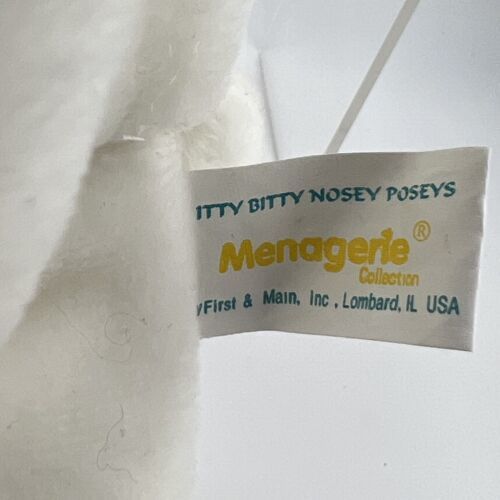 ITTY BITTY NOSEY POSEYS
Menagerie®
Collection
y First & Main, Inc, Lombard, IL USA